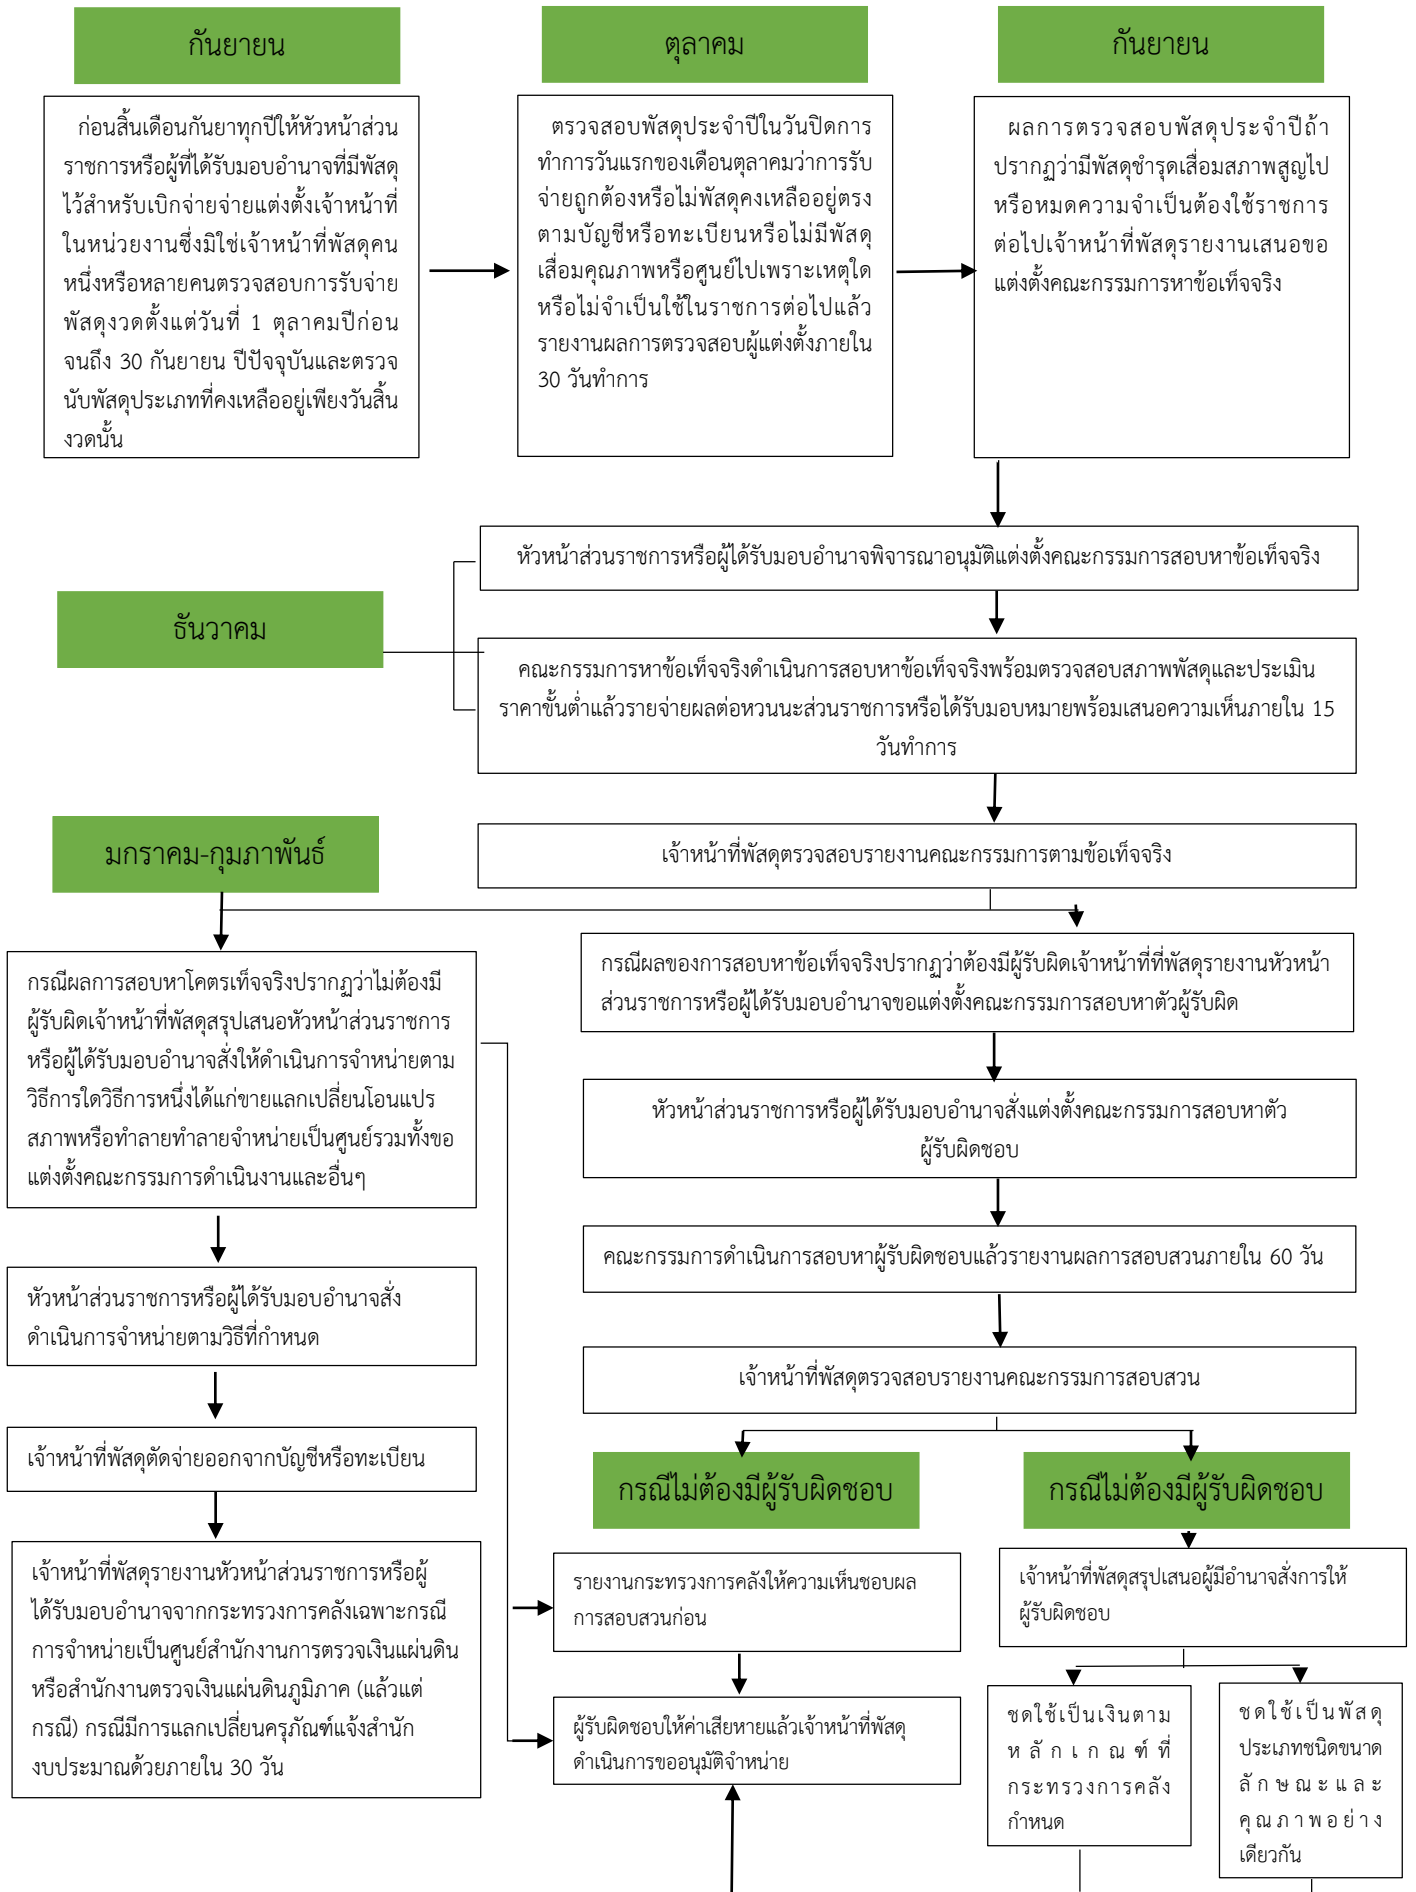 กันยายน
ก่อนสิ้นเดือนกันยาทุกปีให้หัวหน้าส่วน
ราชการหรือผู้ที่ได้รับมอบอำนาจที่มีพัสดุ
ไว้สำหรับเบิกจ่ายจ่ายแต่งตั้งเจ้าหน้าที่
ในหน่วยงานซึ่งมิใช่เจ้าหน้าที่พัสดุคน
หนึ่งหรือหลายคนตรวจสอบการรับจ่าย
พัสดุงวดตั้งแต่วันที่ 1 ตุลาคมปีก่อน
จนถึง 30 กันยายน ปีปัจจุบันและตรวจ
นับพัสดุประเภทที่คงเหลืออยู่เพียงวันสิ้น
งวดนั้น
ตุลาคม
ตรวจสอบพัสดุประจำปีในวันปิดการ
ทำการวันแรกของเดือนตุลาคมว่าการรับ
จ่ายถูกต้องหรือไม่พัสดุคงเหลืออยู่ตรง
ตามบัญชีหรือทะเบียนหรือไม่มีพัสดุ
เสื่อมคุณภาพหรือศูนย์ไปเพราะเหตุใด
หรือไม่จำเป็นใช้ในราชการต่อไปแล้ว
รายงานผลการตรวจสอบผู้แต่งตั้งภายใน
30 วันทำการ
กันยายน
ผลการตรวจสอบพัสดุประจำปีถ้า
ปรากฏว่ามีพัสดุชำรุดเสื่อมสภาพสูญไป
หรือหมดความจำเป็นต้องใช้ราชการ
ต่อไปเจ้าหน้าที่พัสดุรายงานเสนอขอ
แต่งตั้งคณะกรรมการหาข้อเท็จจริง
หัวหน้าส่วนราชการหรือผู้ได้รับมอบอำนาจพิจารณาอนุมัติแต่งตั้งคณะกรรมการสอบหาข้อเท็จจริง
ธันวาคม
คณะกรรมการหาข้อเท็จจริงดำเนินการสอบหาข้อเท็จจริงพร้อมตรวจสอบสภาพพัสดุและประเมิน
ราคาขั้นต่ำแล้วรายจ่ายผลต่อหวนนะส่วนราชการหรือได้รับมอบหมายพร้อมเสนอความเห็นภายใน 15
วันทำการ
เจ้าหน้าที่พัสดุตรวจสอบรายงานคณะกรรมการตามข้อเท็จจริง
มกราคม-กุมภาพันธ์
กรณีผลการสอบหาโคตรเท็จจริงปรากฏว่าไม่ต้องมี
ผู้รับผิดเจ้าหน้าที่พัสดุสรุปเสนอหัวหน้าส่วนราชการ
หรือผู้ได้รับมอบอำนาจสั่งให้ดำเนินการจำหน่ายตาม
วิธีการใดวิธีการหนึ่งได้แก่ขายแลกเปลี่ยนโอนแปร
สภาพหรือทำลายทำลายจำหน่ายเป็นศูนย์รวมทั้งขอ
แต่งตั้งคณะกรรมการดำเนินงานและอื่นๆ
หัวหน้าส่วนราชการหรือผู้ได้รับมอบอำนาจสั่ง
ดำเนินการจำหน่ายตามวิธีที่กำหนด
เจ้าหน้าที่พัสดุตัดจ่ายออกจากบัญชีหรือทะเบียน
เจ้าหน้าที่พัสดุรายงานหัวหน้าส่วนราชการหรือผู้
ได้รับมอบอำนาจจากกระทรวงการคลังเฉพาะกรณี
การจำหน่ายเป็นศูนย์สำนักงานการตรวจเงินแผ่นดิน
หรือสำนักงานตรวจเงินแผ่นดินภูมิภาค (แล้วแต่
กรณี) กรณีมีการแลกเปลี่ยนครุภัณฑ์แจ้งสำนัก
งบประมาณด้วยภายใน 30 วัน
กรณีผลของการสอบหาข้อเท็จจริงปรากฏว่าต้องมีผู้รับผิดเจ้าหน้าที่ที่พัสดุรายงานหัวหน้า
ส่วนราชการหรือผู้ได้รับมอบอำนาจขอแต่งตั้งคณะกรรมการสอบหาตัวผู้รับผิด
หัวหน้าส่วนราชการหรือผู้ได้รับมอบอำนาจสั่งแต่งตั้งคณะกรรมการสอบหาตัว
ผู้รับผิดชอบ
คณะกรรมการดำเนินการสอบหาผู้รับผิดชอบแล้วรายงานผลการสอบสวนภายใน 60 วัน
เจ้าหน้าที่พัสดุตรวจสอบรายงานคณะกรรมการสอบสวน
กรณีไม่ต้องมีผู้รับผิดชอบ
รายงานกระทรวงการคลังให้ความเห็นชอบผล
การสอบสวนก่อน
ผู้รับผิดชอบให้ค่าเสียหายแล้วเจ้าหน้าที่พัสดุ
ดำเนินการขออนุมัติจำหน่าย
กรณีไม่ต้องมีผู้รับผิดชอบ
เจ้าหน้าที่พัสดุสรุปเสนอผู้มีอำนาจสั่งการให้
ผู้รับผิดชอบ
ชดใช้เป็นเงินตาม
หลักเกณฑ์ที่
กระทรวงการคลัง
กำหนด
ชดใช้เป็นพัสดุ
ประเภทชนิดขนาด
ลักษณะและ
คุณภาพอย่าง
เดียวกัน